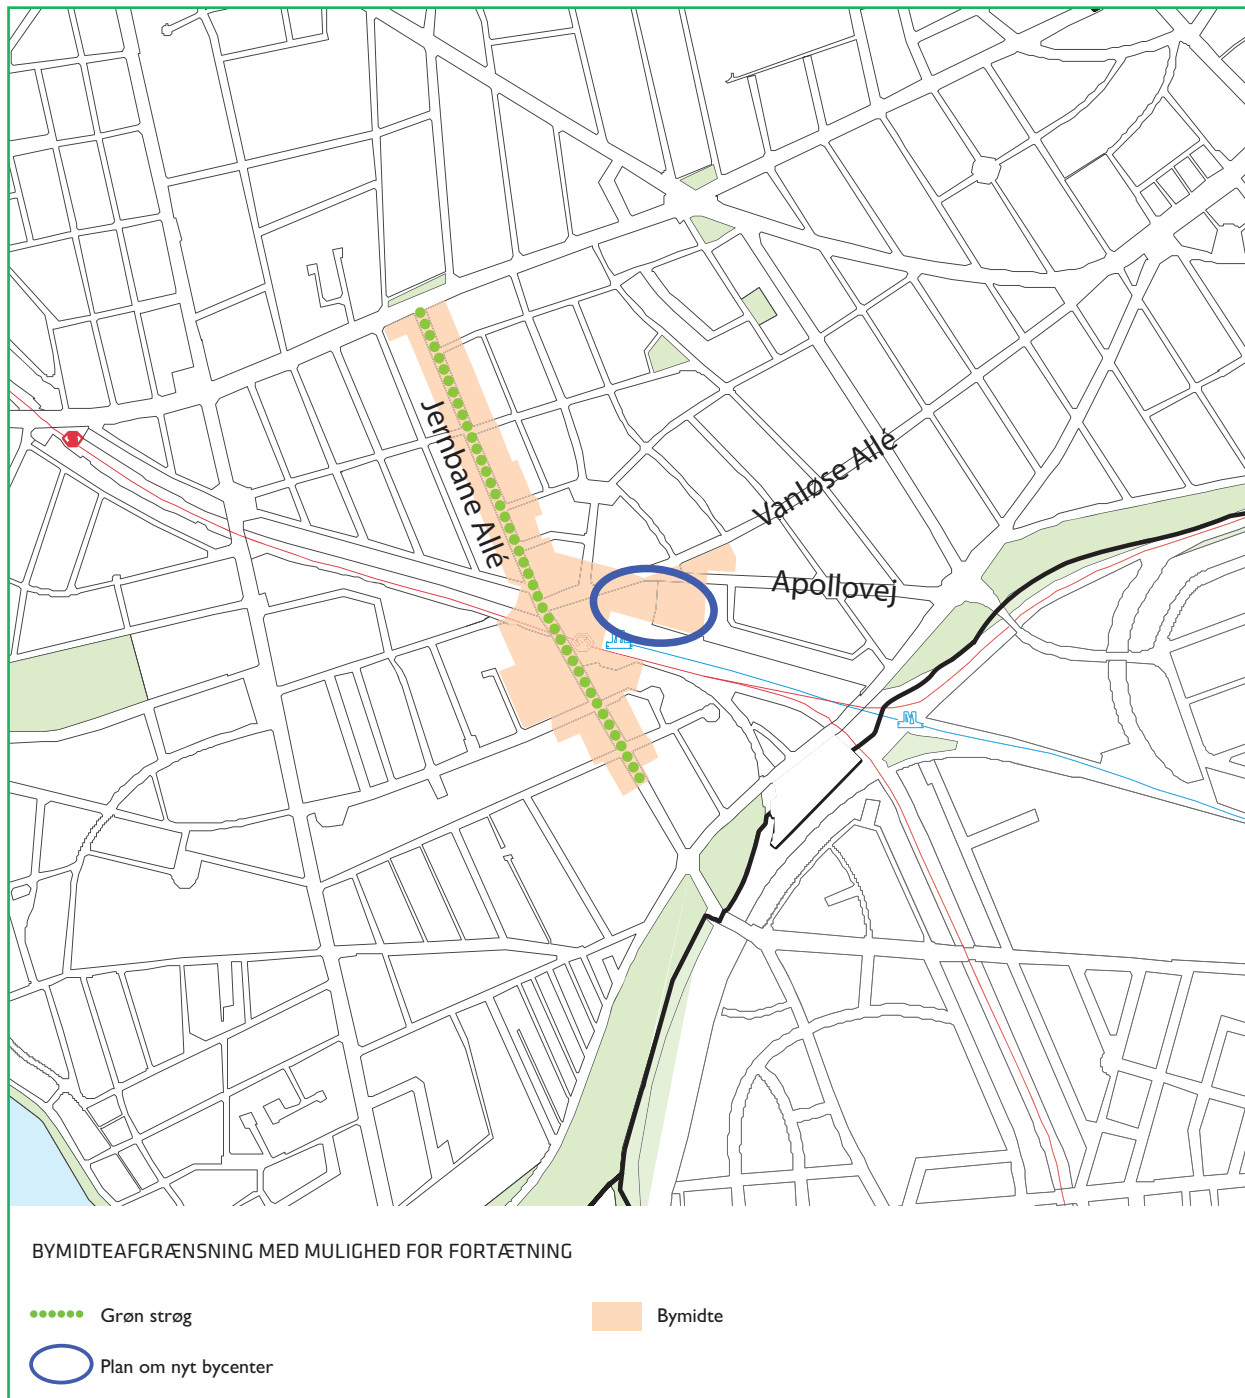 Jernbane Allé
Vanløse Allé
Apollovej
BYMIDTEAFGRÆNSNING MED MULIGHED FOR FORTÆTNING
Grøn strøg
Bymidte
Plan om nyt bycenter